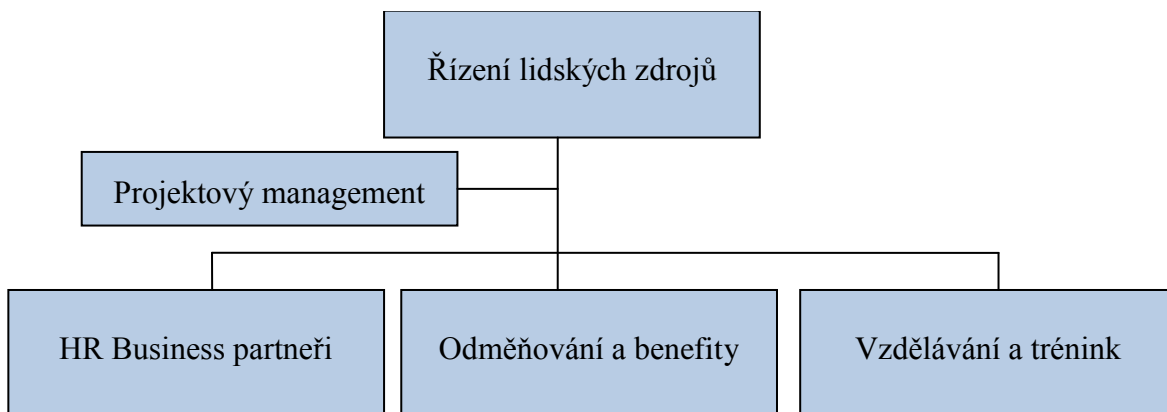 Řízení lidských zdrojů
Projektový management
HR Business partneři
Odměňování a benefity
Vzdělávání a trénink